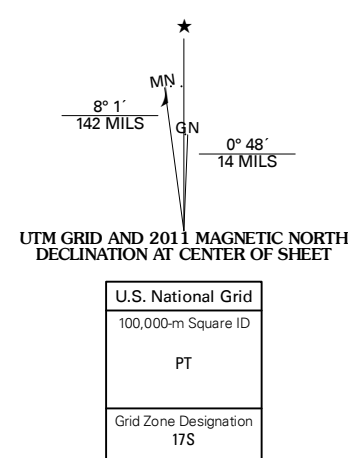 ★
MN
8° 1´
142 MILS
GN
0° 48´
14 MILS
UTM GRID AND 2011 MAGNETIC NORTH
DECLINATION AT CENTER OF SHEET
U.S. National Grid
100,000-m Square ID
PT
Grid Zone Designation
17S